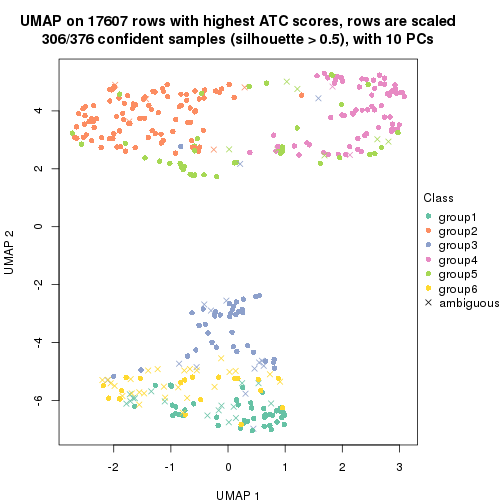 UMAP on 17607 rows with highest ATC scores, rows are scaled
306/376 confident samples (silhouette > 0.5), with 10 PCs
4
2
0
-2
-4
-6
UMAP 2
-2
-1
0
1
2
3
UMAP 1
Class
group1
group2
group3
group4
group5
group6
ambiguous